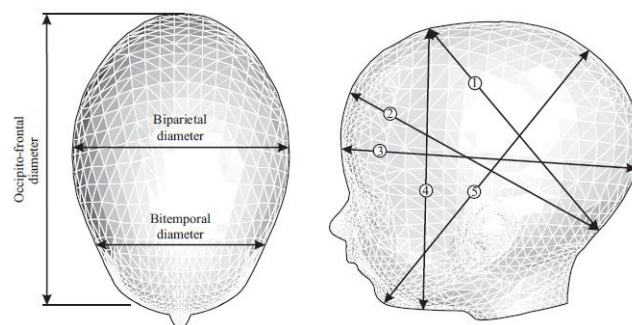 Occipito-frontal
diameter
Biparietal
diameter
Bitemporal
diameter
1
2
3
4
5